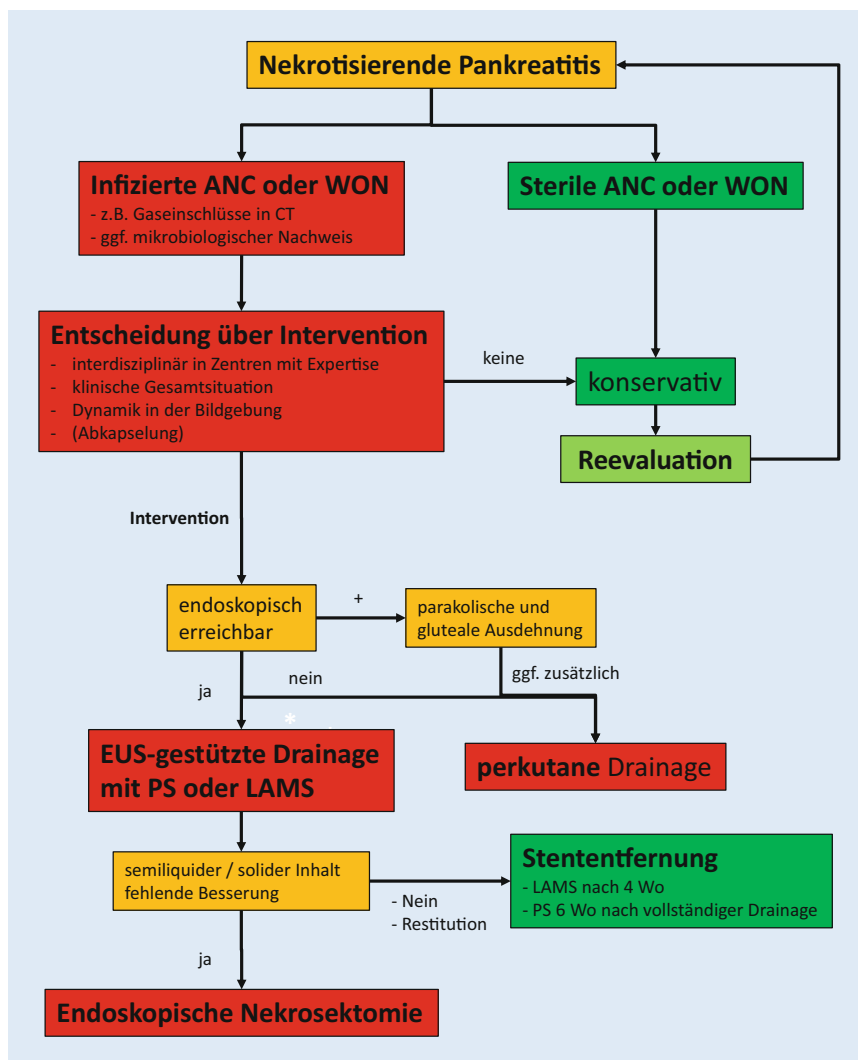 Nekrotisierende Pankreatitis
Infizierte ANC oder WON
- z.B. Gaseinschlüsse in CT
- ggf. mikrobiologischer Nachweis
Sterile ANC oder WON
Entscheidung über Intervention
- interdisziplinär in Zentren mit Expertise
- klinische Gesamtsituation
- Dynamik in der Bildgebung
- (Abkapselung)
keine
konservativ
Reevaluation
Intervention
endoskopisch
erreichbar
+
parakolische und
gluteale Ausdehnung
ja
nein
ggf. zusätzlich
*
EUS-gestützte Drainage
mit PS oder LAMS
perkutane Drainage
semiliquider / solider Inhalt
fehlende Besserung
- Nein
- Restitution
Stententfernung
- LAMS nach 4 Wo
- PS 6 Wo nach vollständiger Drainage
ja
Endoskopische Nekrosektomie